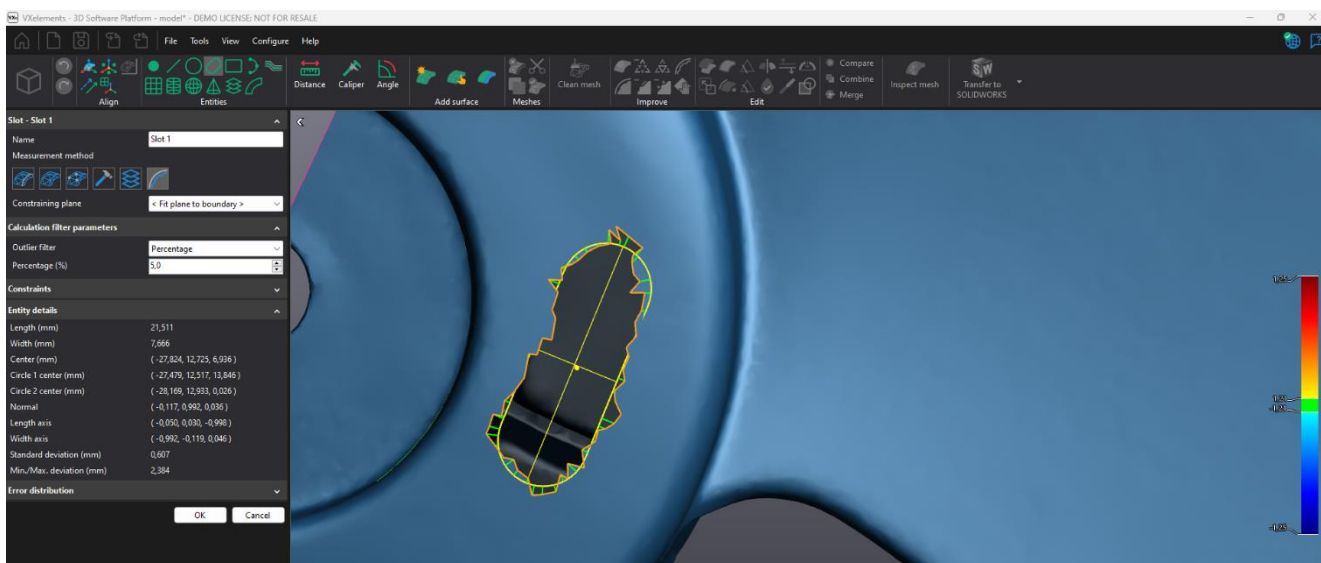 VXelements - 3D Software Platform - model* - DEMO LICENSE: NOT FOR RESALE
File Tools View Configure Help
Compare
Distance Caliper Angle Clean mesh Combine Inspect mesh Transfer to
SOLIDWORKS
Merge
Align Entities Add surface Meshes Improve Edit
Slot - Slot 1
Name Slot 1
Measurement method
Constraining plane < Fit plane to boundary >
Calculation filter parameters
Outlier filter Percentage
Percentage (%) 5,0
Constraints
Entity details
Length (mm) 21,511
Width (mm) 7,666
Center (mm) ( -27,824, 12,725, 6,936 )
Circle 1 center (mm) ( -27,479, 12,517, 13,846 )
Circle 2 center (mm) ( -28,169, 12,933, 0,026 )
Normal ( -0,117, 0,992, 0,036 )
Length axis ( -0,050, 0,030, -0,998 )
Width axis ( -0,992, -0,119, 0,046 )
Standard deviation (mm) 0,607
Min./Max. deviation (mm) 2,384
Error distribution
OK Cancel
1,25
-1,25